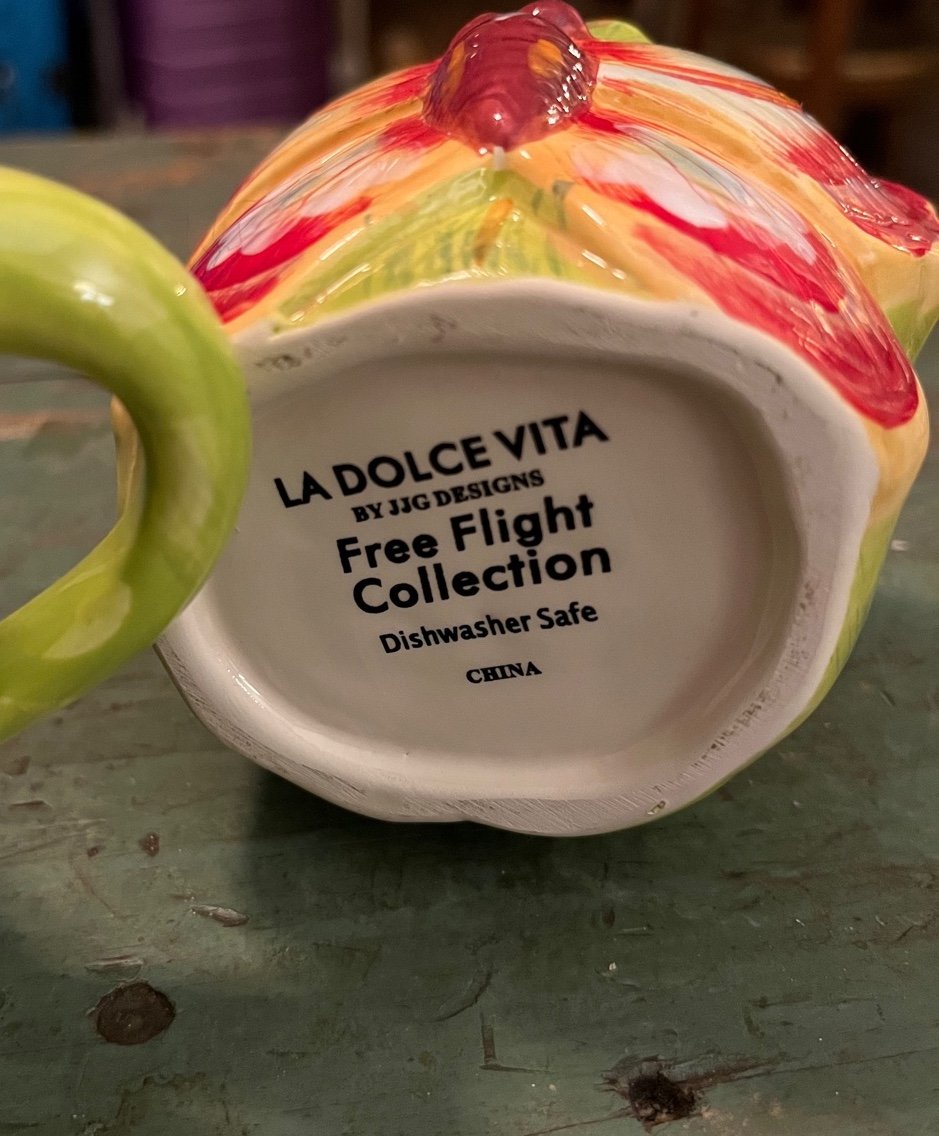 LA DOLCE VITA
BY JJG DESIGNS
Free Flight
Collection
Dishwasher Safe
CHINA